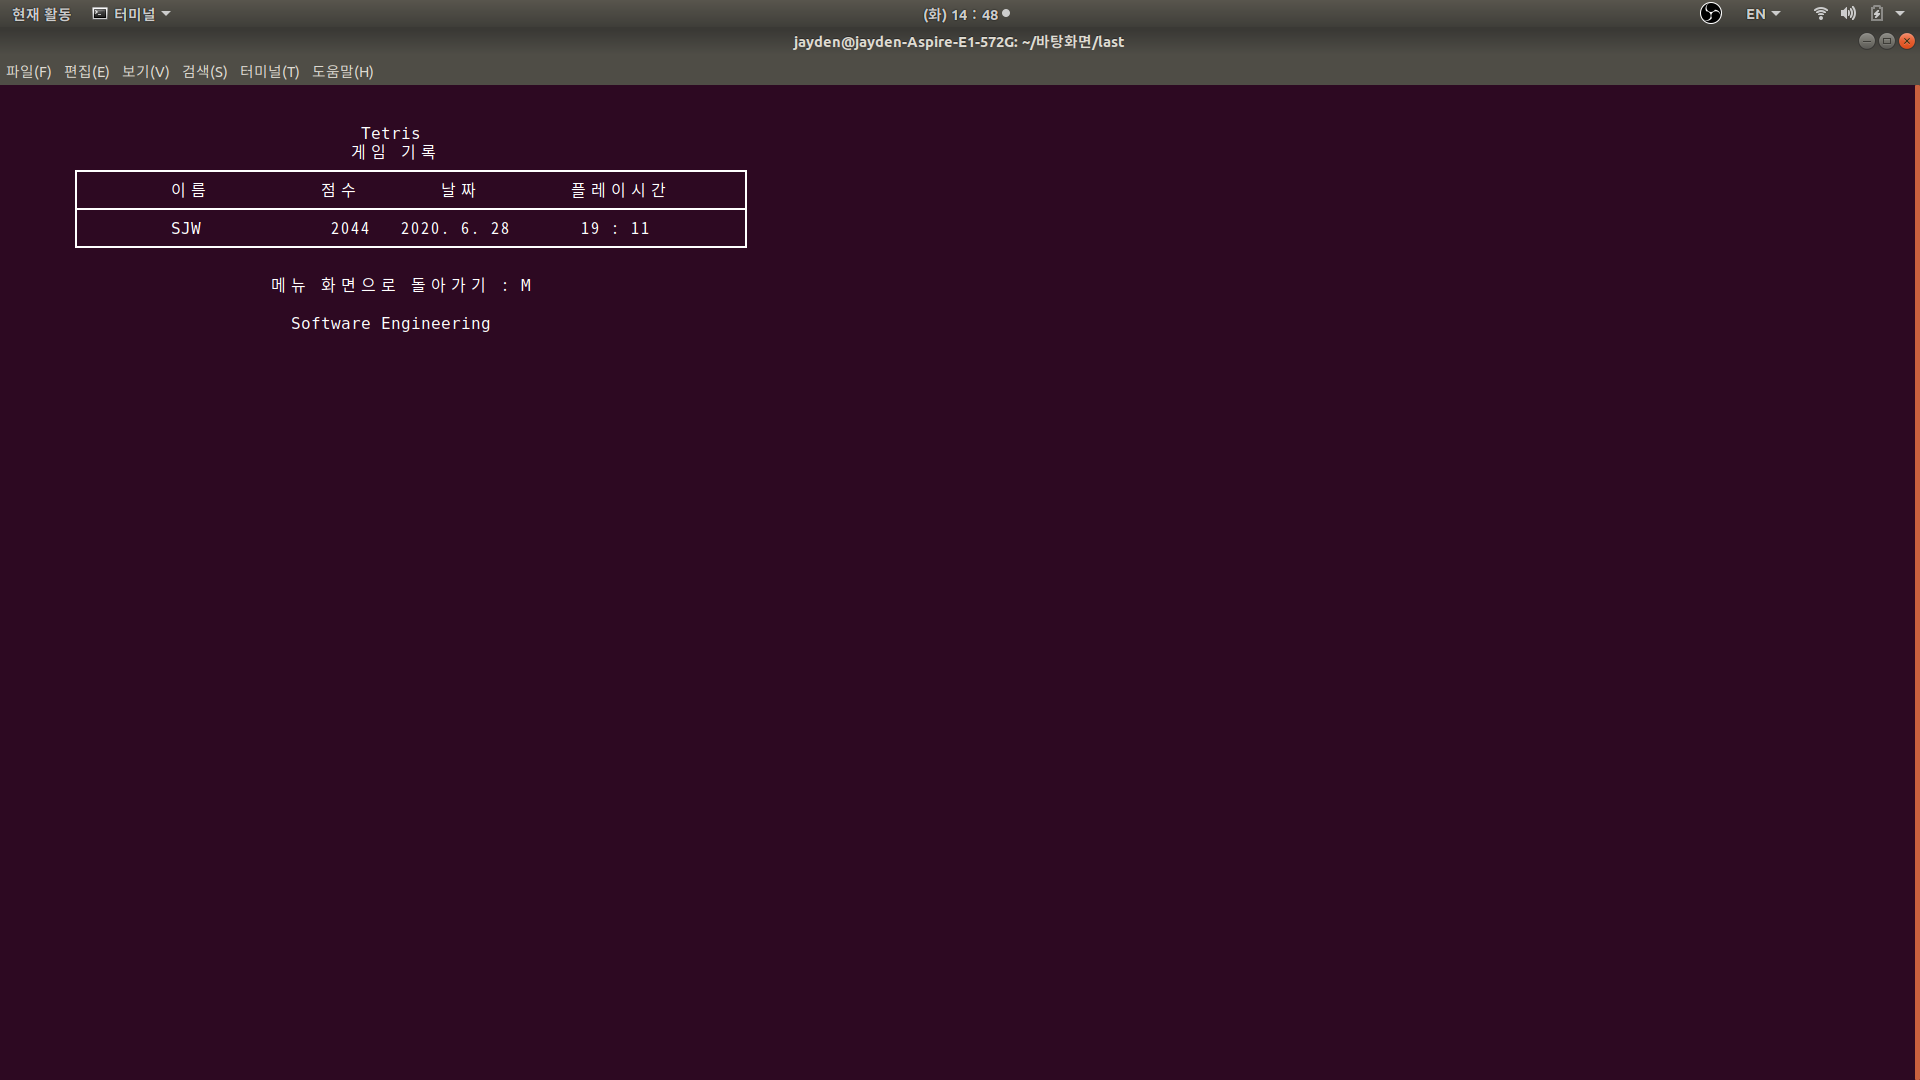 현재 활동 터미널 (화) 14 : 48 EN
jayden@jayden-Aspire-E1-572G: ~/바탕화면/last
파일(F) 편집(E) 보기(V) 검색(S) 터미널(T) 도움말(H)
Tetris
게임 기록
이름 점수 날짜 플레이시간
SJW 2044 2020. 6. 28 19 : 11
메뉴 화면으로 돌아가기 : M
Software Engineering